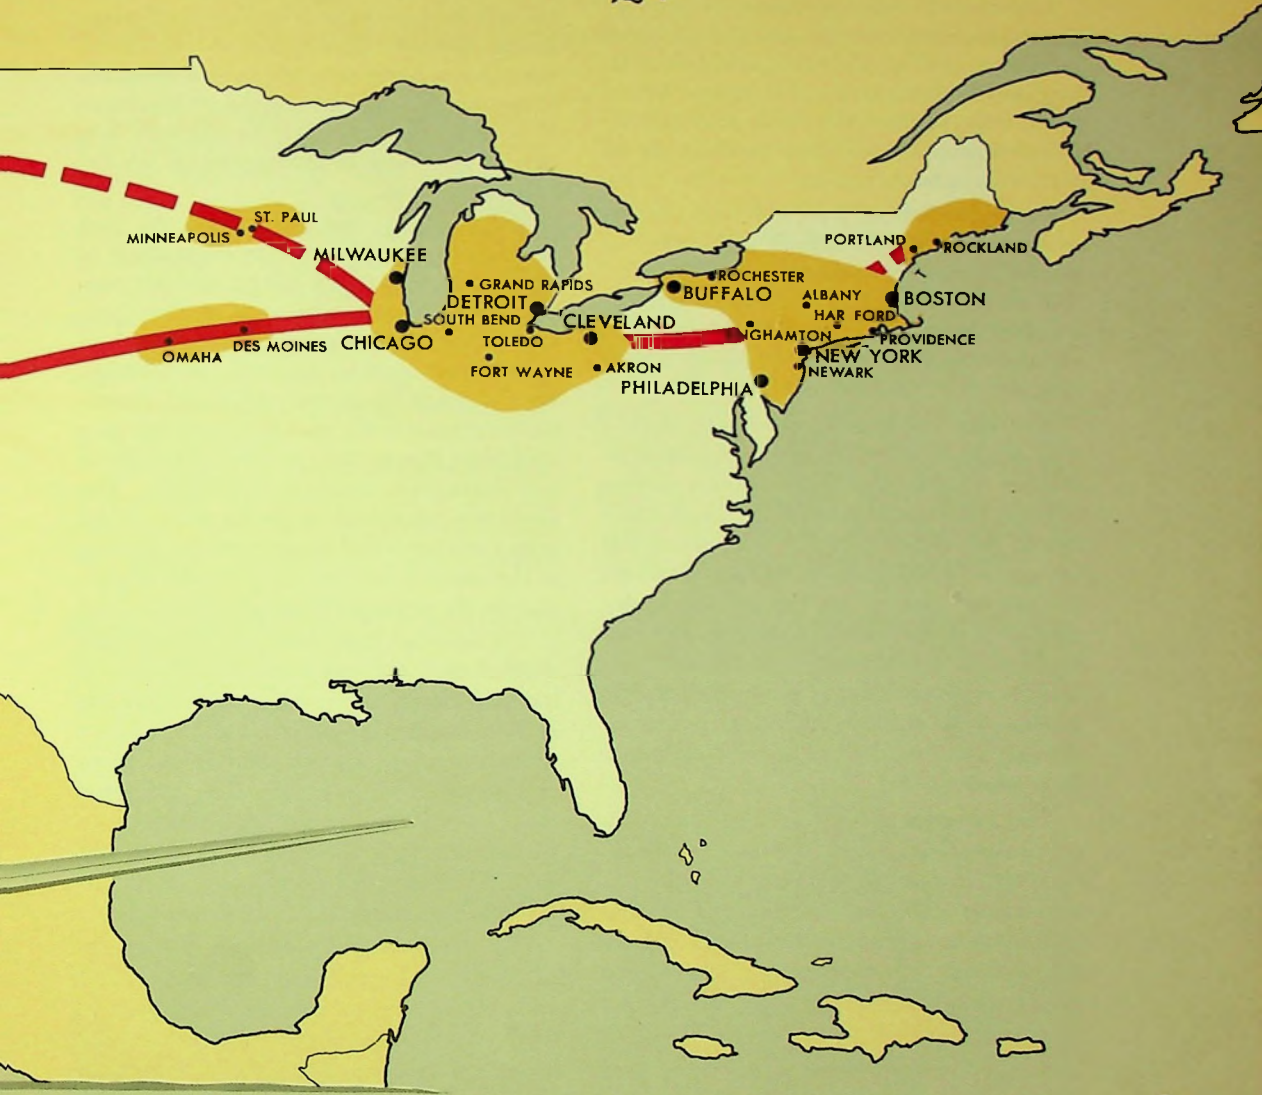 ST. PAUL
MINNEAPOLIS
MILWAUKEE
PORTLAND
ROCKLAND
ROCHESTER
GRAND RAPIDS
BUFFALO
ALBANY
BOSTON
DETROIT
HAR FORD
SOUTH BEND
CLEVELAND
NGHAMTON
PROVIDENCE
CHICAGO
TOLEDO
DES MOINES
OMAHA
NEW YORK
FORT WAYNE
AKRON
NEWARK
PHILADELPHIA